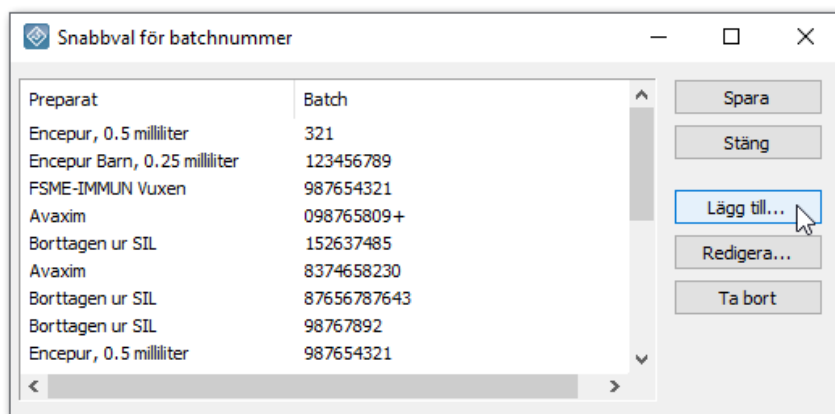 Snabbval för batchnummer
Preparat Batch
Encepur, 0.5 milliliter 321
Encepur Barn, 0.25 milliliter 123456789
FSME-IMMUN Vuxen 987654321
Avaxim 098765809+
Borttagen ur SIL 152637485
Avaxim 8374658230
Borttagen ur SIL 87656787643
Borttagen ur SIL 98767892
Encepur, 0.5 milliliter 987654321
Spara
Stäng
Lägg till...
Redigera...
Ta bort